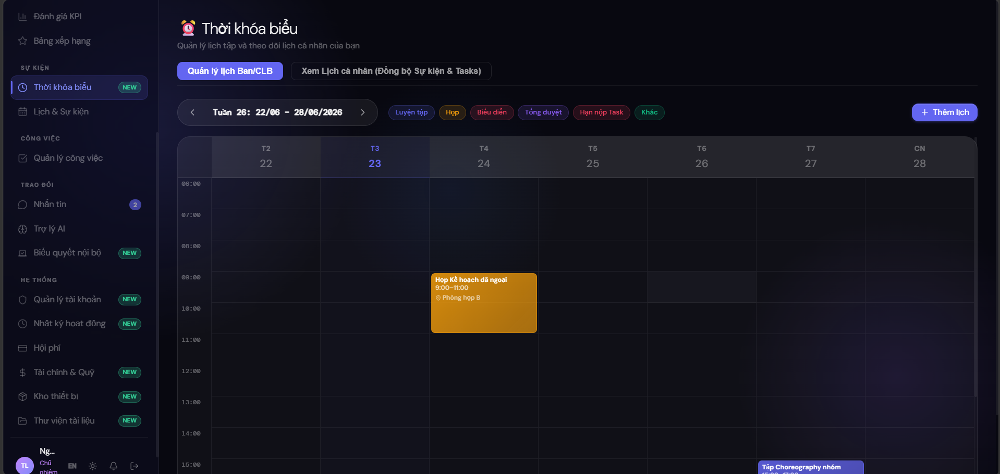 Đánh giá KPI
Bảng xếp hạng
SỰ KIỆN
Thời khóa biểu NEW
Lịch & Sự kiện
CÔNG VIỆC
Quản lý công việc
TRAO ĐỔI
Nhắn tin 2
Trợ lý AI
Biểu quyết nội bộ NEW
HỆ THỐNG
Quản lý tài khoản NEW
Nhật ký hoạt động NEW
Hội phí
Tài chính & Quỹ NEW
Kho thiết bị NEW
Thư viện tài liệu NEW
TL
Ng...
Chủ
nhiệm
EN
Thời khóa biểu
Quản lý lịch tập và theo dõi lịch cá nhân của bạn
Quản lý lịch Ban/CLB
Xem Lịch cá nhân (Đồng bộ Sự kiện & Tasks)
Tuần 26: 22/06 - 28/06/2026
Luyện tập
Họp
Biểu diễn
Tổng duyệt
Hạn nộp Task
Khác
+ Thêm lịch
T2 T3 T4 T5 T6 T7 CN
22 23 24 25 26 27 28
06:00
07:00
08:00
09:00
Họp Kế hoạch dã ngoại
9:00–11:00
Phòng họp B
10:00
11:00
12:00
13:00
14:00
15:00
Tập Choreography nhóm